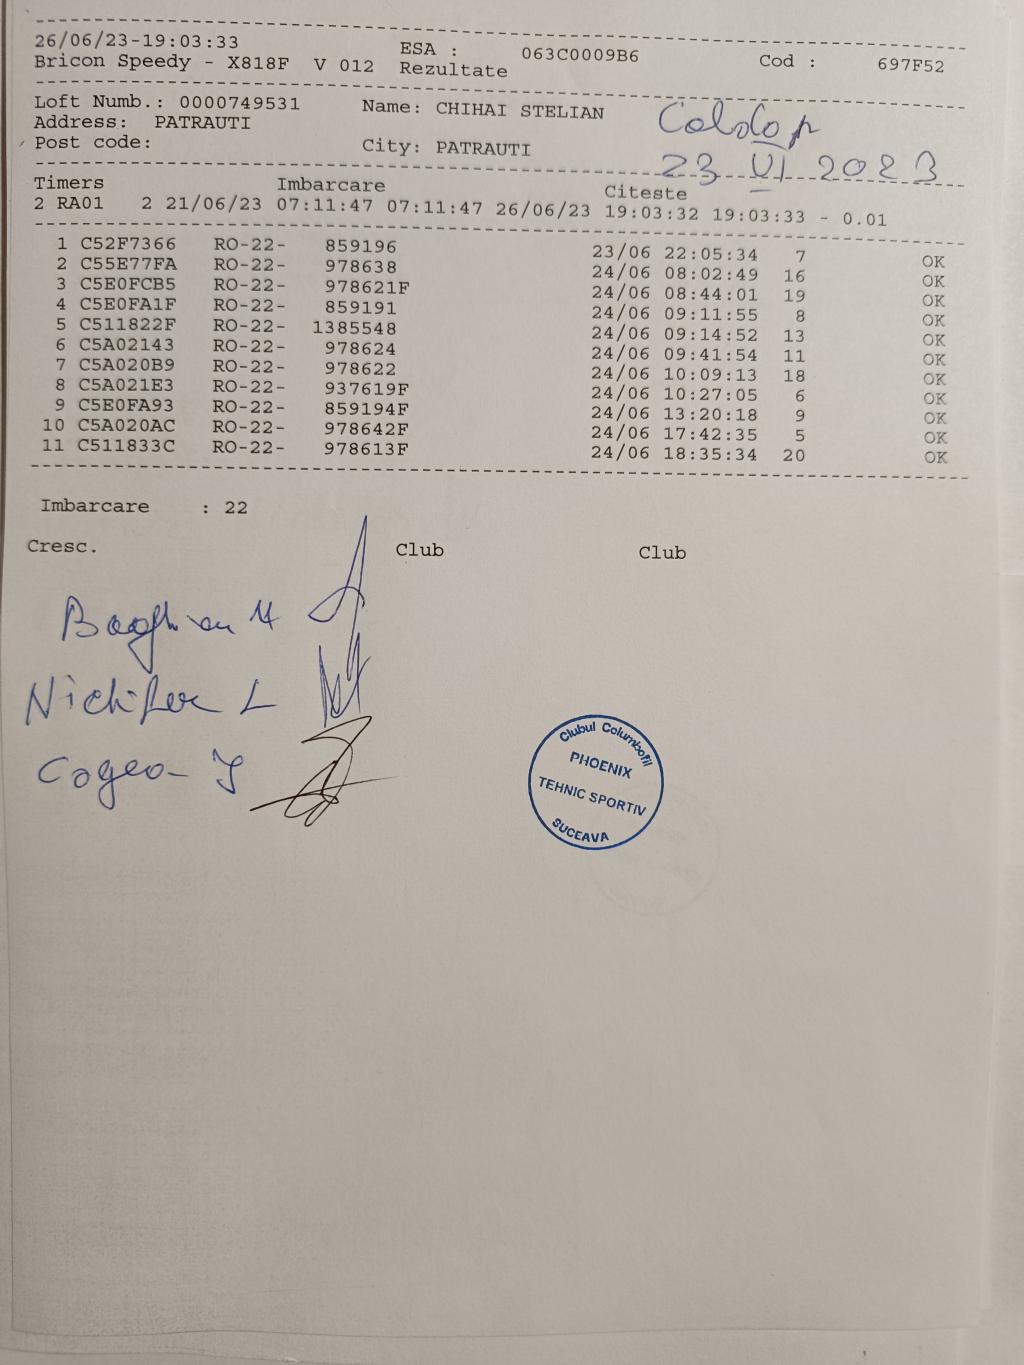 26/06/23-19:03:33 ESA : 063C0009B6 Cod : 697F52
Bricon Speedy - X818F V 012 Rezultate
Loft Numb.: 0000749531 Name: CHIHAI STELIAN
Address: PATRAUTI
Post code: City: PATRAUTI
23 VI 2023
Timers Imbarcare Citeste
2 RA01 2 21/06/23 07:11:47 07:11:47 26/06/23 19:03:32 19:03:33 - 0.01
1 C52F7366 RO-22- 859196 23/06 22:05:34 7 OK
2 C55E77FA RO-22- 978638 24/06 08:02:49 16 OK
3 C5E0FCB5 RO-22- 978621F 24/06 08:44:01 19 OK
4 C5E0FA1F RO-22- 859191 24/06 09:11:55 8 OK
5 C511822F RO-22- 1385548 24/06 09:14:52 13 OK
6 C5A02143 RO-22- 978624 24/06 09:41:54 11 OK
7 C5A020B9 RO-22- 978622 24/06 10:09:13 18 OK
8 C5A021E3 RO-22- 937619F 24/06 10:27:05 6 OK
9 C5E0FA93 RO-22- 859194F 24/06 13:20:18 9 OK
10 C5A020AC RO-22- 978642F 24/06 17:42:35 5 OK
11 C511833C RO-22- 978613F 24/06 18:35:34 20 OK
Imbarcare : 22
Cresc. Club Club
Nichifor L
Clubul Columbofil
PHOENIX
TEHNIC SPORTIV
SUCEAVA